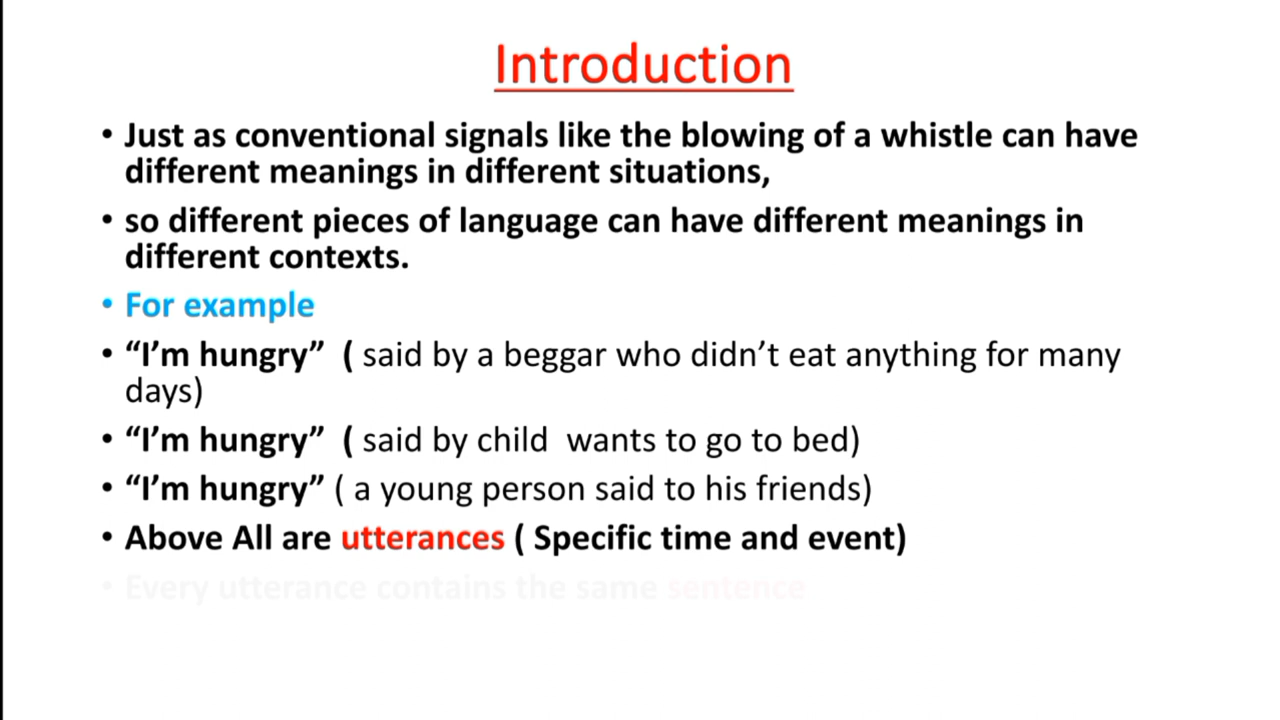 Introduction
• Just as conventional signals like the blowing of a whistle can have
different meanings in different situations,
• so different pieces of language can have different meanings in
different contexts.
• For example
• “I’m hungry” ( said by a beggar who didn’t eat anything for many
days)
• “I’m hungry” ( said by child wants to go to bed)
• “I’m hungry” ( a young person said to his friends)
• Above All are utterances ( Specific time and event)
• Every utterance contains the same sentence